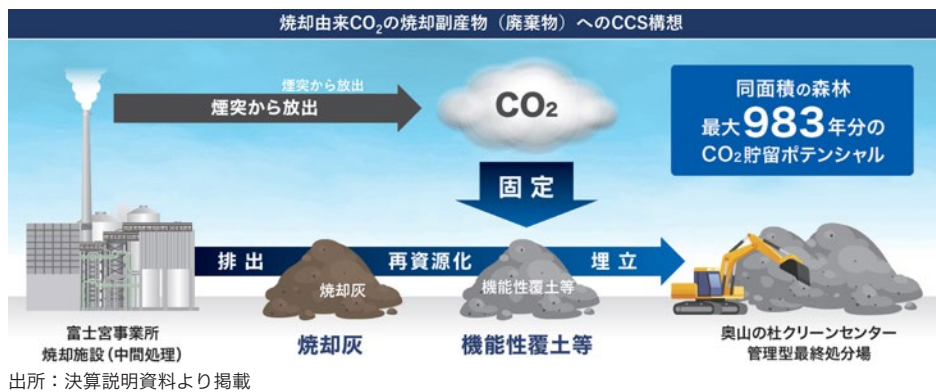 焼却由来CO₂の焼却副産物（廃棄物）へのCCS構想
煙突から放出
煙突から放出
CO₂
同面積の森林
最大983年分の
CO₂貯留ポテンシャル
固定
排出
焼却灰
再資源化
機能性覆土等
埋立
富士宮事業所
焼却施設（中間処理）
焼却灰
機能性覆土等
奥山の杜クリーンセンター
管理型最終処分場
出所：決算説明資料より掲載